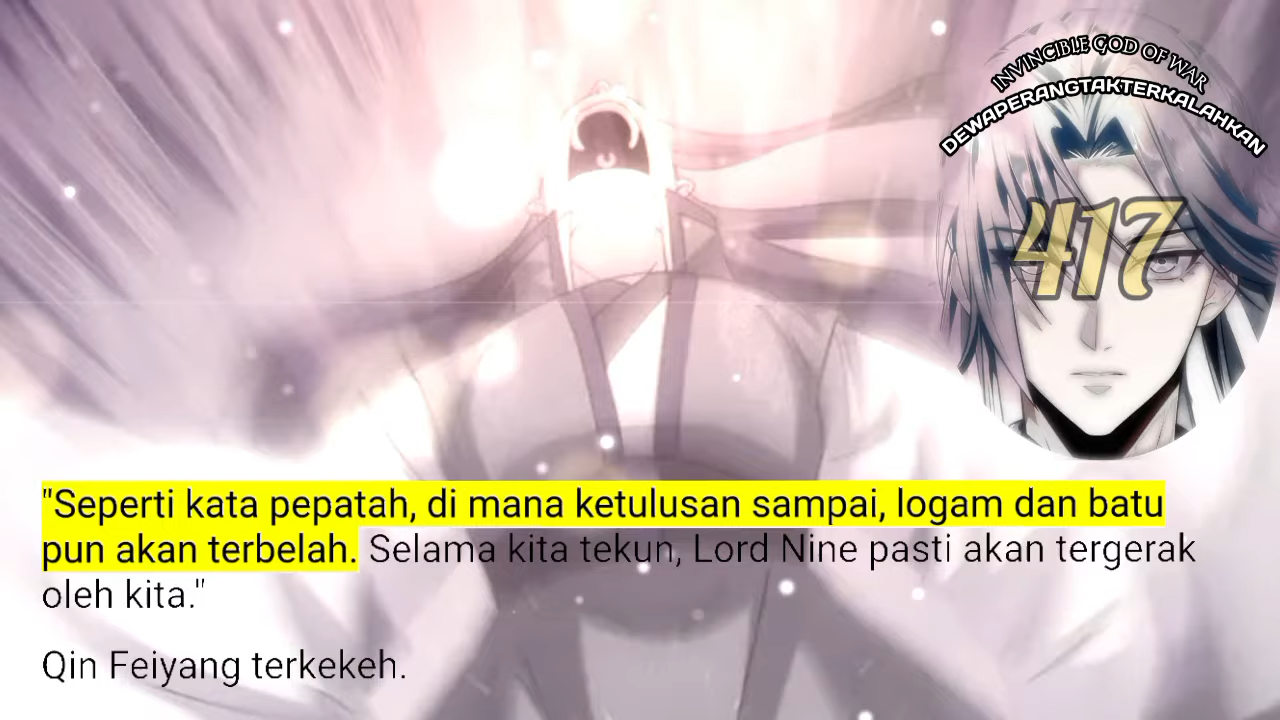 INVINCIBLE GOD OF WAR
DEWAPERANGTAKTERKALAHKAN
417
"Seperti kata pepatah, di mana ketulusan sampai, logam dan batu
pun akan terbelah. Selama kita tekun, Lord Nine pasti akan tergerak
oleh kita."
Qin Feiyang terkekeh.